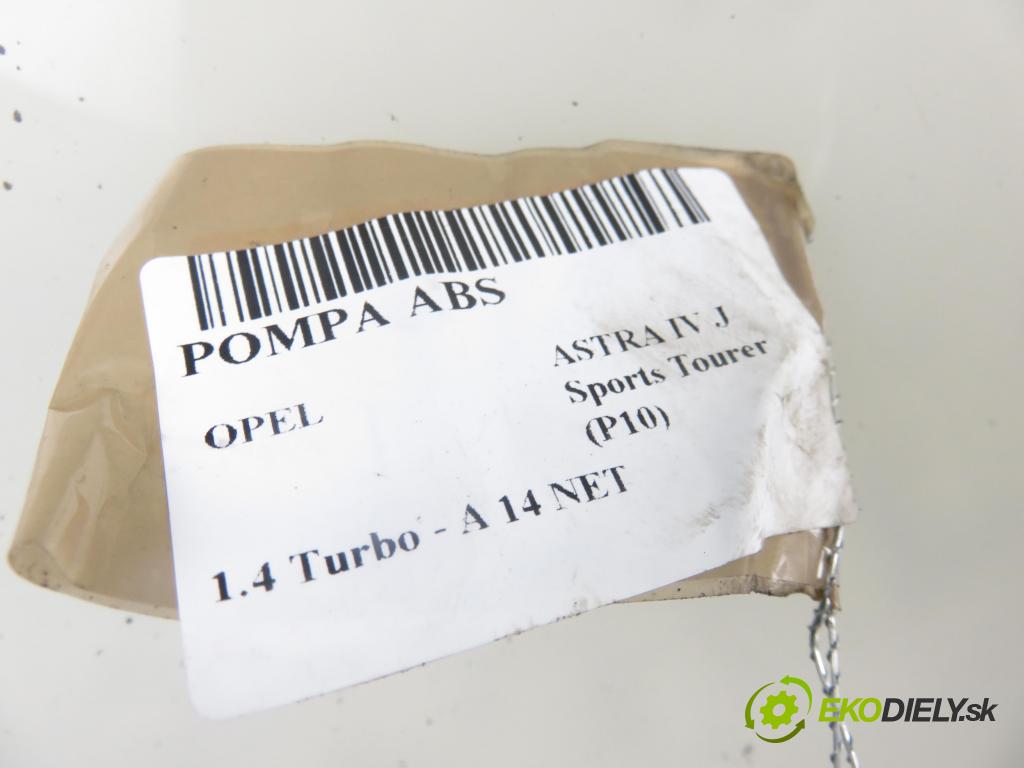 POMPA ABS
OPEL
ASTRA IV J
Sports Tourer
(P10)
1.4 Turbo - A 14 NET
EKODIELY.sk